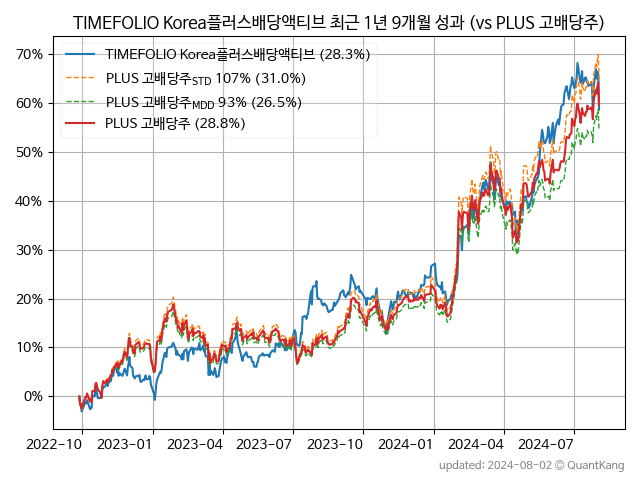 TIMEFOLIO Korea플러스배당액티브 최근 1년 9개월 성과 (vs PLUS 고배당주)
TIMEFOLIO Korea플러스배당액티브 (28.3%)
PLUS 고배당주STD 107% (31.0%)
PLUS 고배당주MDD 93% (26.5%)
PLUS 고배당주 (28.8%)
70%
60%
50%
40%
30%
20%
10%
0%
2022-10 2023-01 2023-04 2023-07 2023-10 2024-01 2024-04 2024-07
updated: 2024-08-02 © QuantKang